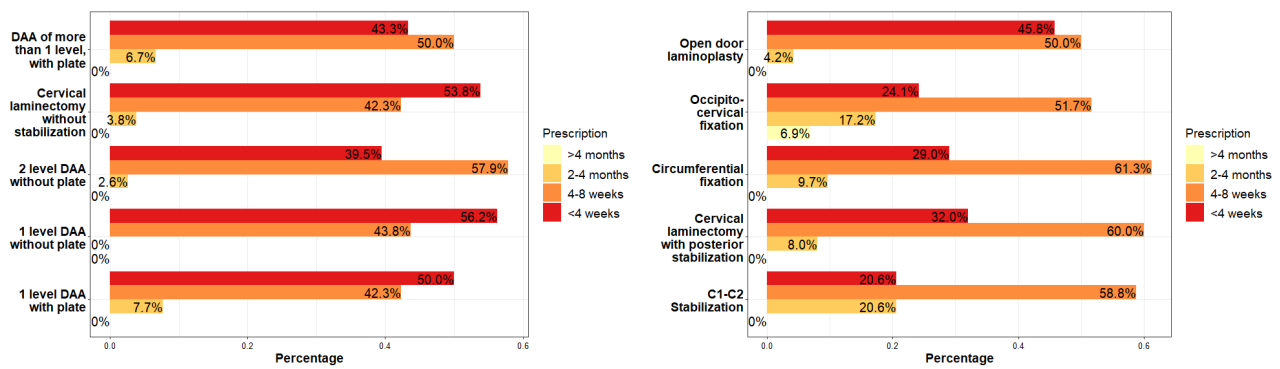 DAA of more
than 1 level,
with plate
43.3%
50.0%
6.7%
0%
Cervical
laminectomy
without
stabilization
53.8%
42.3%
3.8%
0%
2 level DAA
without plate
39.5%
57.9%
2.6%
0%
1 level DAA
without plate
56.2%
43.8%
0%
0%
1 level DAA
with plate
50.0%
42.3%
7.7%
0%
0.0
0.2
0.4
0.6
Percentage
Prescription
>4 months
2-4 months
4-8 weeks
<4 weeks
Open door
laminoplasty
45.8%
50.0%
4.2%
0%
Occipito-
cervical
fixation
24.1%
51.7%
17.2%
6.9%
Circumferential
fixation
29.0%
61.3%
9.7%
0%
Cervical
laminectomy
with posterior
stabilization
32.0%
60.0%
8.0%
0%
C1-C2
Stabilization
20.6%
58.8%
20.6%
0%
0.0
0.2
0.4
0.6
Percentage
Prescription
>4 months
2-4 months
4-8 weeks
<4 weeks